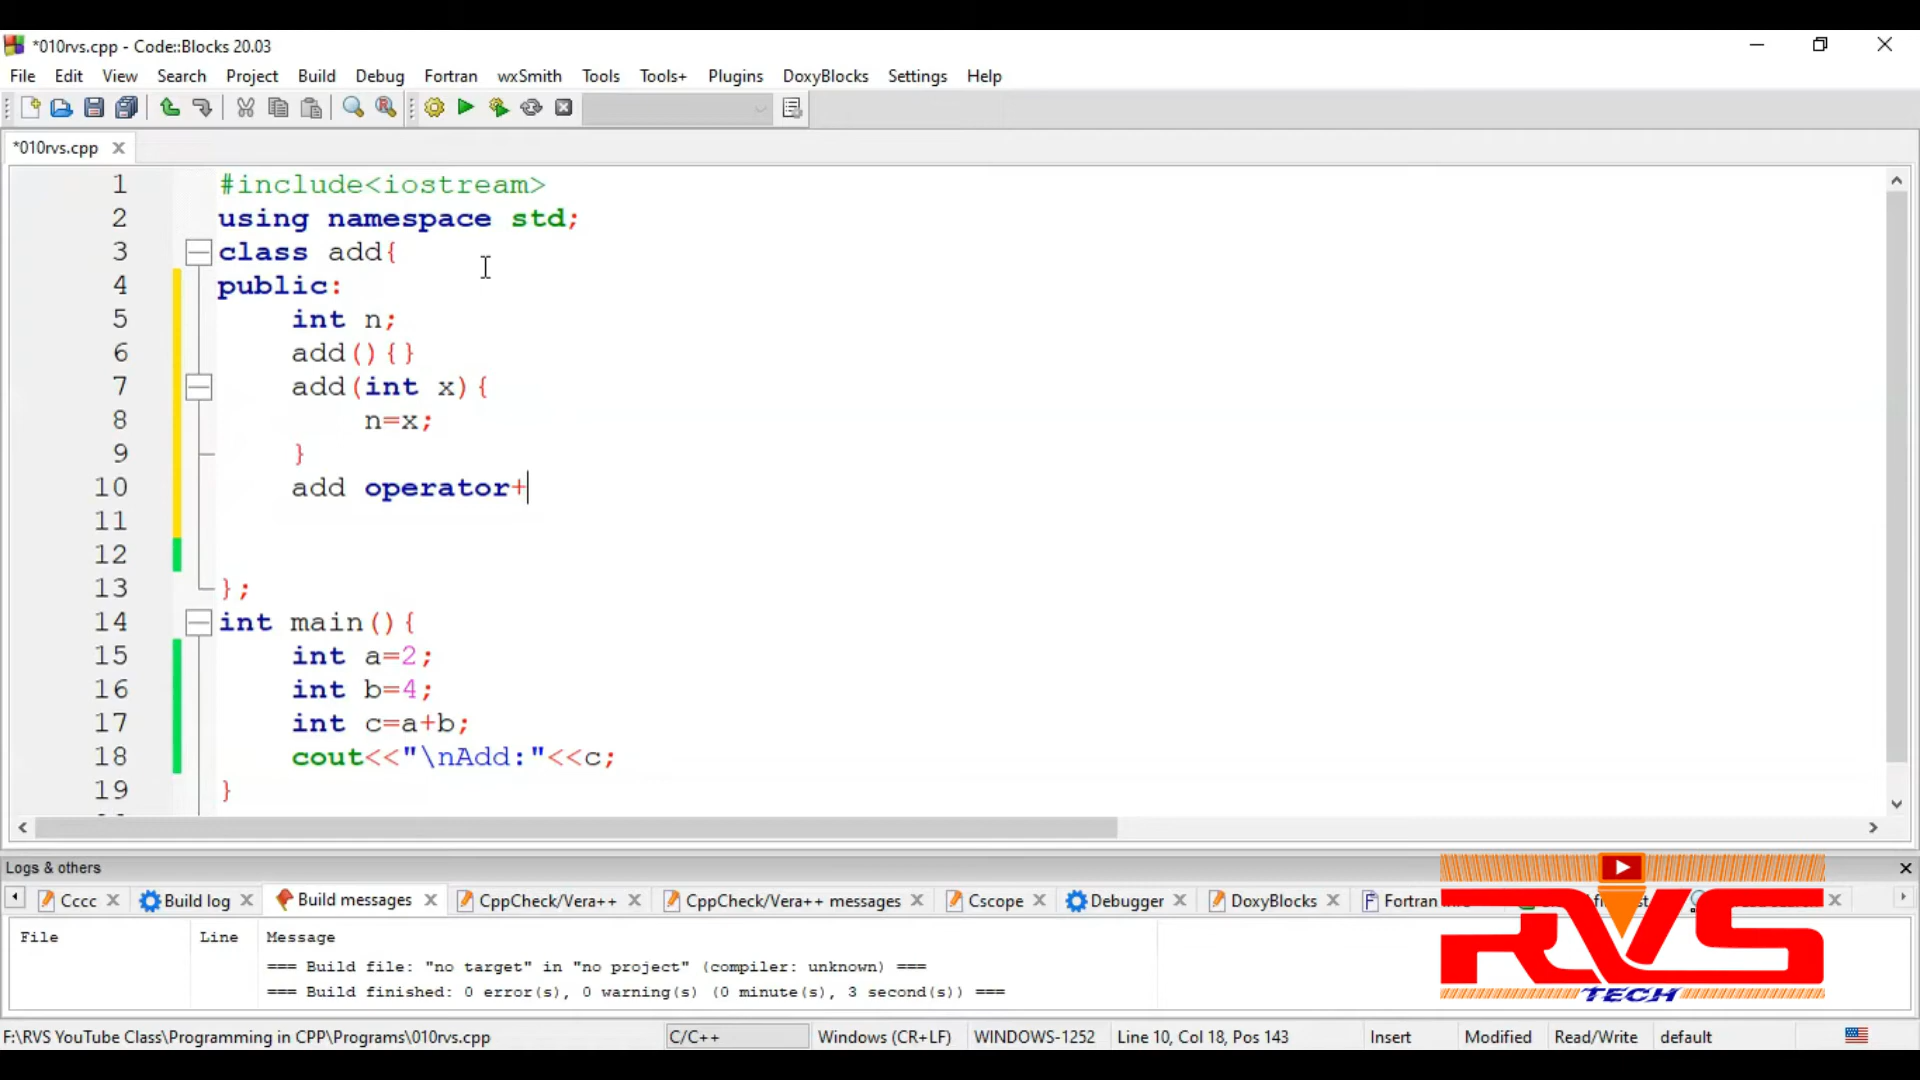 *010rvs.cpp - Code::Blocks 20.03
File Edit View Search Project Build Debug Fortran wxSmith Tools Tools+ Plugins DoxyBlocks Settings Help
*010rvs.cpp
1 #include<iostream>
2 using namespace std;
3 class add{
4 public:
5 int n;
6 add(){}
7 add(int x){
8 n=x;
9 }
10 add operator+
11
12
13 };
14 int main(){
15 int a=2;
16 int b=4;
17 int c=a+b;
18 cout<<"\nAdd:"<<c;
19 }
Logs & others
Cccc Build log Build messages CppCheck/Vera++ CppCheck/Vera++ messages Cscope Debugger DoxyBlocks Fortran
File Line Message
=== Build file: "no target" in "no project" (compiler: unknown) ===
=== Build finished: 0 error(s), 0 warning(s) (0 minute(s), 3 second(s)) ===
RVS
TECH
F:\RVS YouTube Class\Programming in CPP\Programs\010rvs.cpp C/C++ Windows (CR+LF) WINDOWS-1252 Line 10, Col 18, Pos 143 Insert Modified Read/Write default